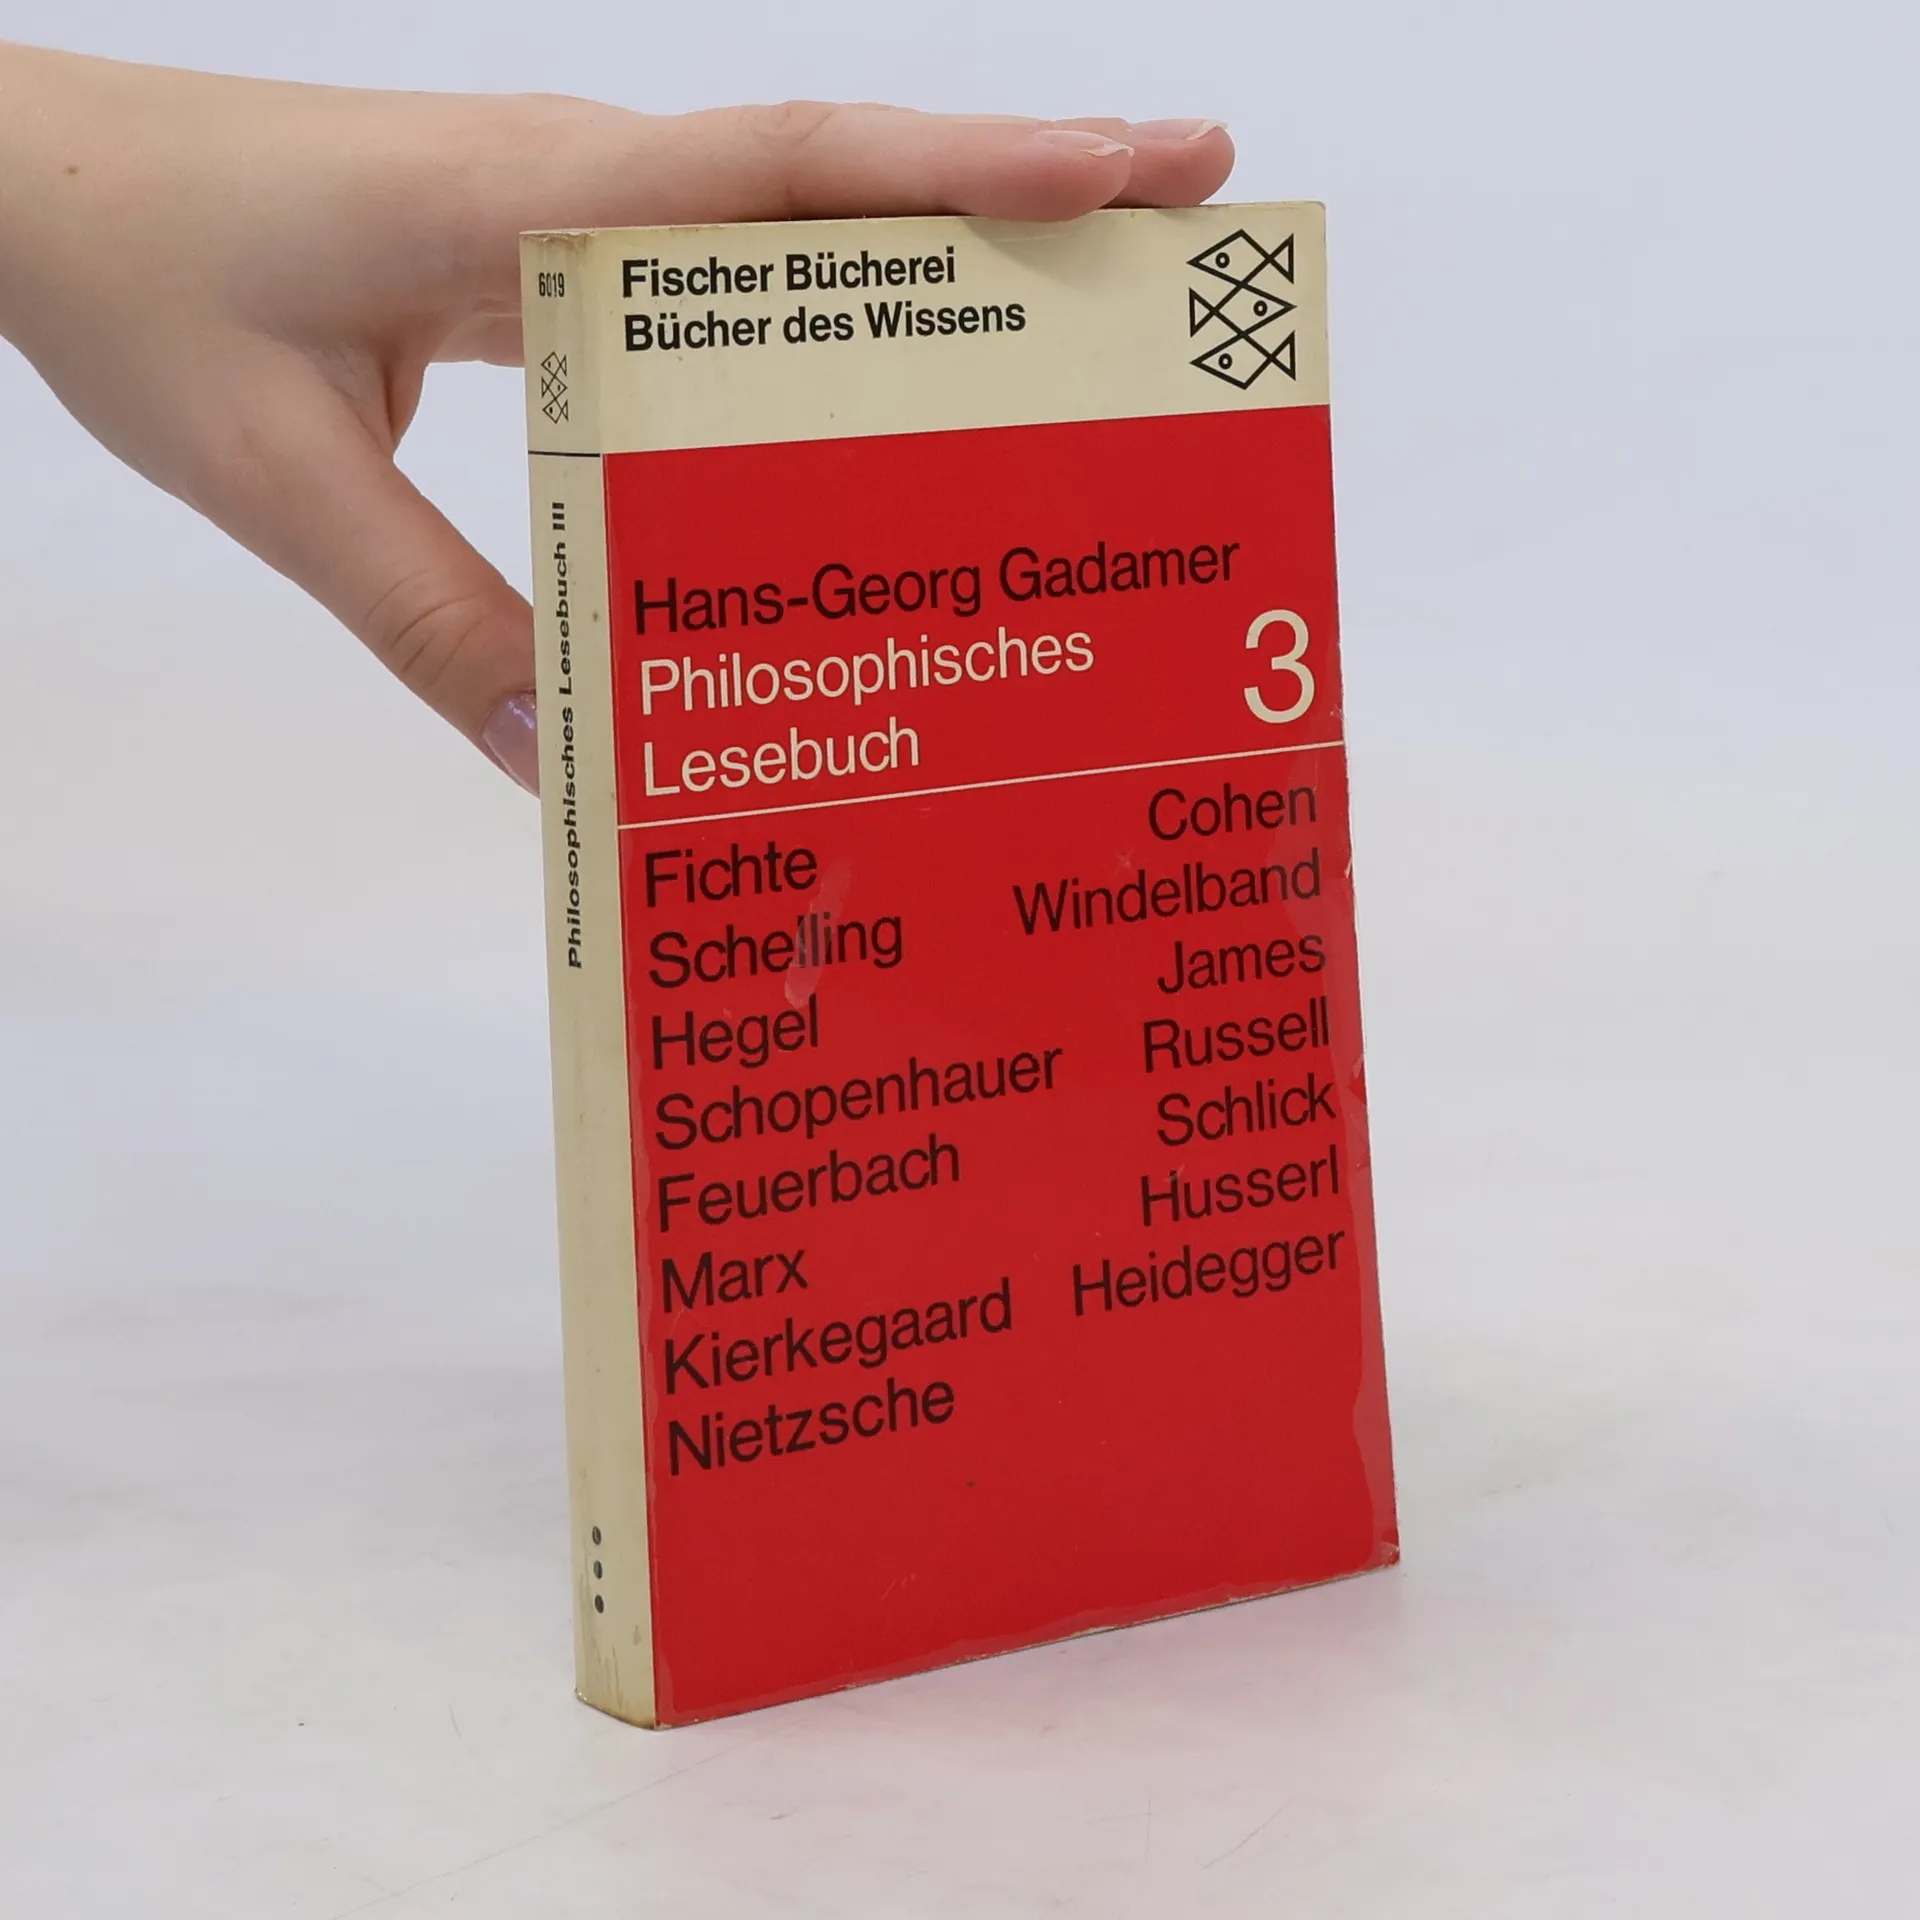 6019
Philosophisches Lesebuch III
Fischer Bücherei
Bücher des Wissens
Hans-Georg Gadamer
Philosophisches
Lesebuch
3
Fichte
Schelling
Hegel
Schopenhauer
Feuerbach
Marx
Kierkegaard
Nietzsche
Cohen
Windelband
James
Russell
Schlick
Husserl
Heidegger